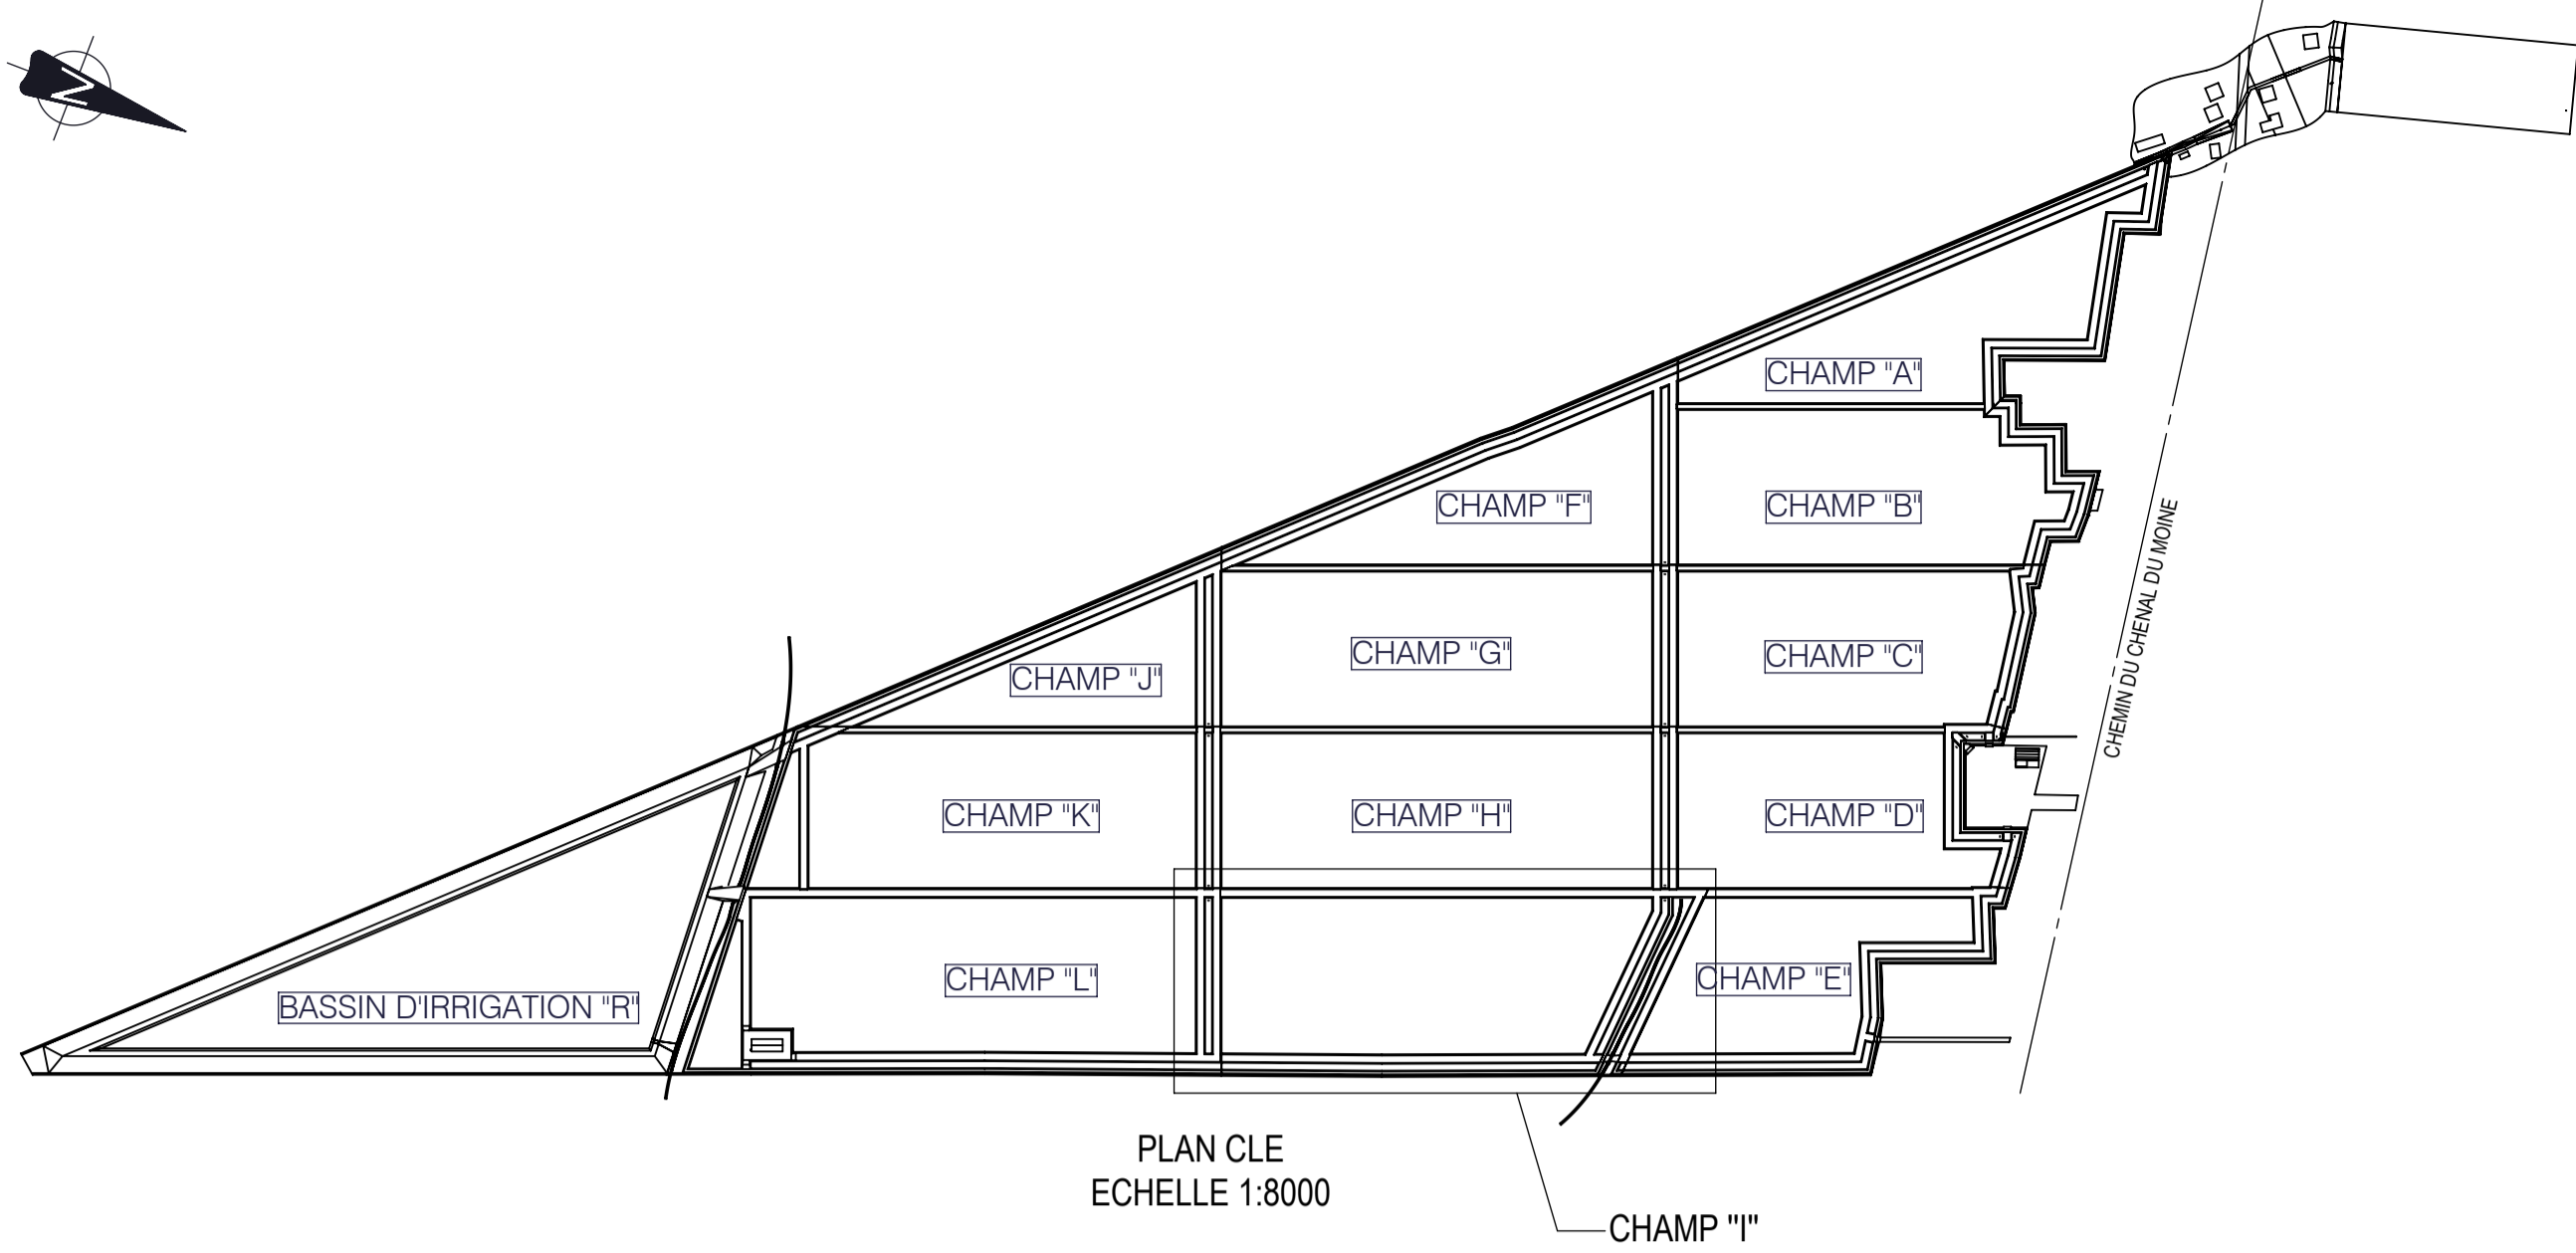 N
CHAMP "A"
CHAMP "F"
CHAMP "B"
CHEMIN DU CHENAL DU MOINE
CHAMP "J"
CHAMP "G"
CHAMP "C"
CHAMP "K"
CHAMP "H"
CHAMP "D"
BASSIN D'IRRIGATION "R"
CHAMP "L"
CHAMP "E"
PLAN CLE
ECHELLE 1:8000
CHAMP "I"